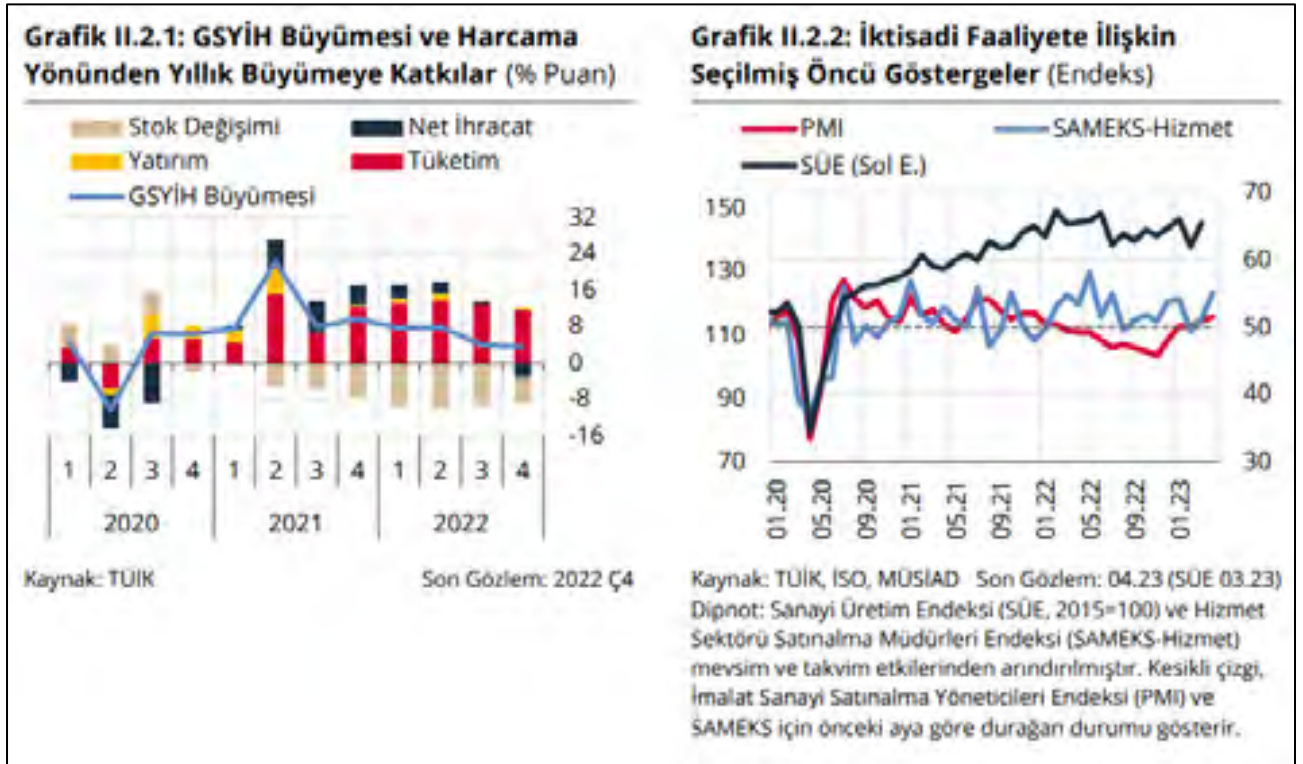 Grafik II.2.1: GSYİH Büyümesi ve Harcama
Yönünden Yıllık Büyümeye Katkılar (% Puan)
Stok Değişimi
Net İhracat
Yatırım
Tüketim
GSYİH Büyümesi
32
24
16
8
0
-8
-16
1 2 3 4 1 2 3 4 1 2 3 4
2020 2021 2022
Kaynak: TÜİK Son Gözlem: 2022 Ç4
Grafik II.2.2: İktisadi Faaliyete İlişkin
Seçilmiş Öncü Göstergeler (Endeks)
PMI
SAMEKS-Hizmet
SÜE (Sol E.)
150
130
110
90
70
70
60
50
40
30
01.20 05.20 09.20 01.21 05.21 09.21 01.22 05.22 09.22 01.23
Kaynak: TÜİK, İSO, MÜSİAD Son Gözlem: 04.23 (SÜE 03.23)
Dipnot: Sanayi Üretim Endeksi (SÜE, 2015=100) ve Hizmet
Sektörü Satınalma Müdürleri Endeksi (SAMEKS-Hizmet)
mevsim ve takvim etkilerinden arındırılmıştır. Kesikli çizgi,
İmalat Sanayi Satınalma Yöneticileri Endeksi (PMI) ve
SAMEKS için önceki aya göre durağan durumu gösterir.